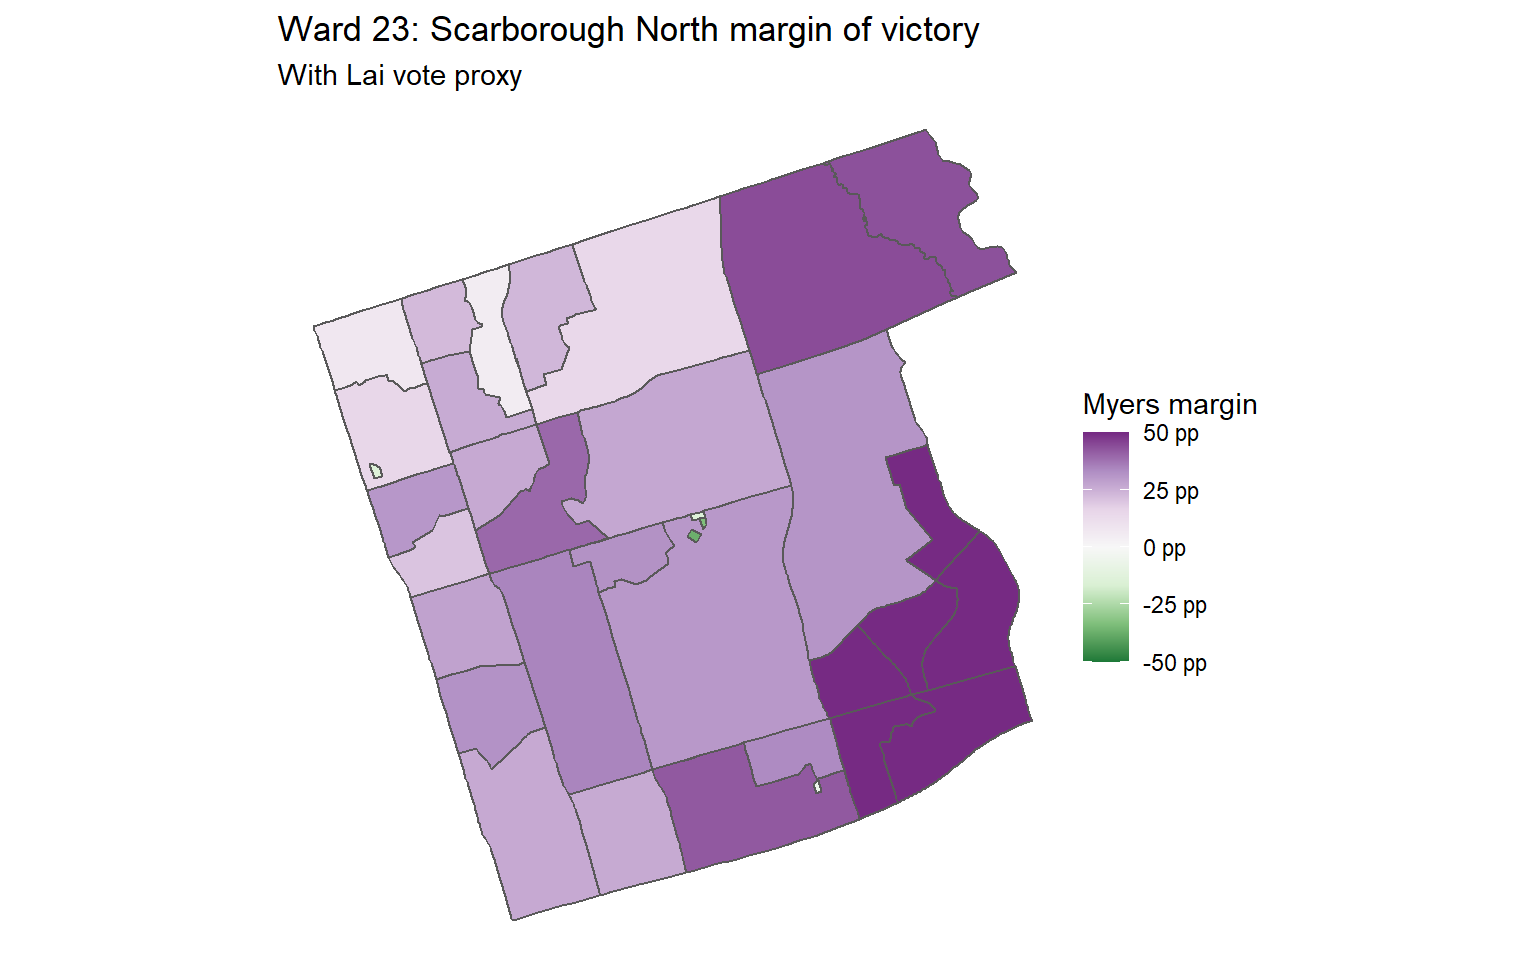 Ward 23: Scarborough North margin of victory
With Lai vote proxy
Myers margin
50 pp
25 pp
0 pp
-25 pp
-50 pp